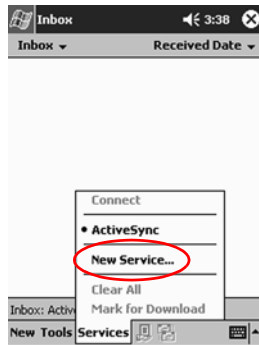 Inbox 3:38
Inbox Received Date
Connect
ActiveSync
New Service...
Clear All
Mark for Download
Inbox: Activ
New Tools Services